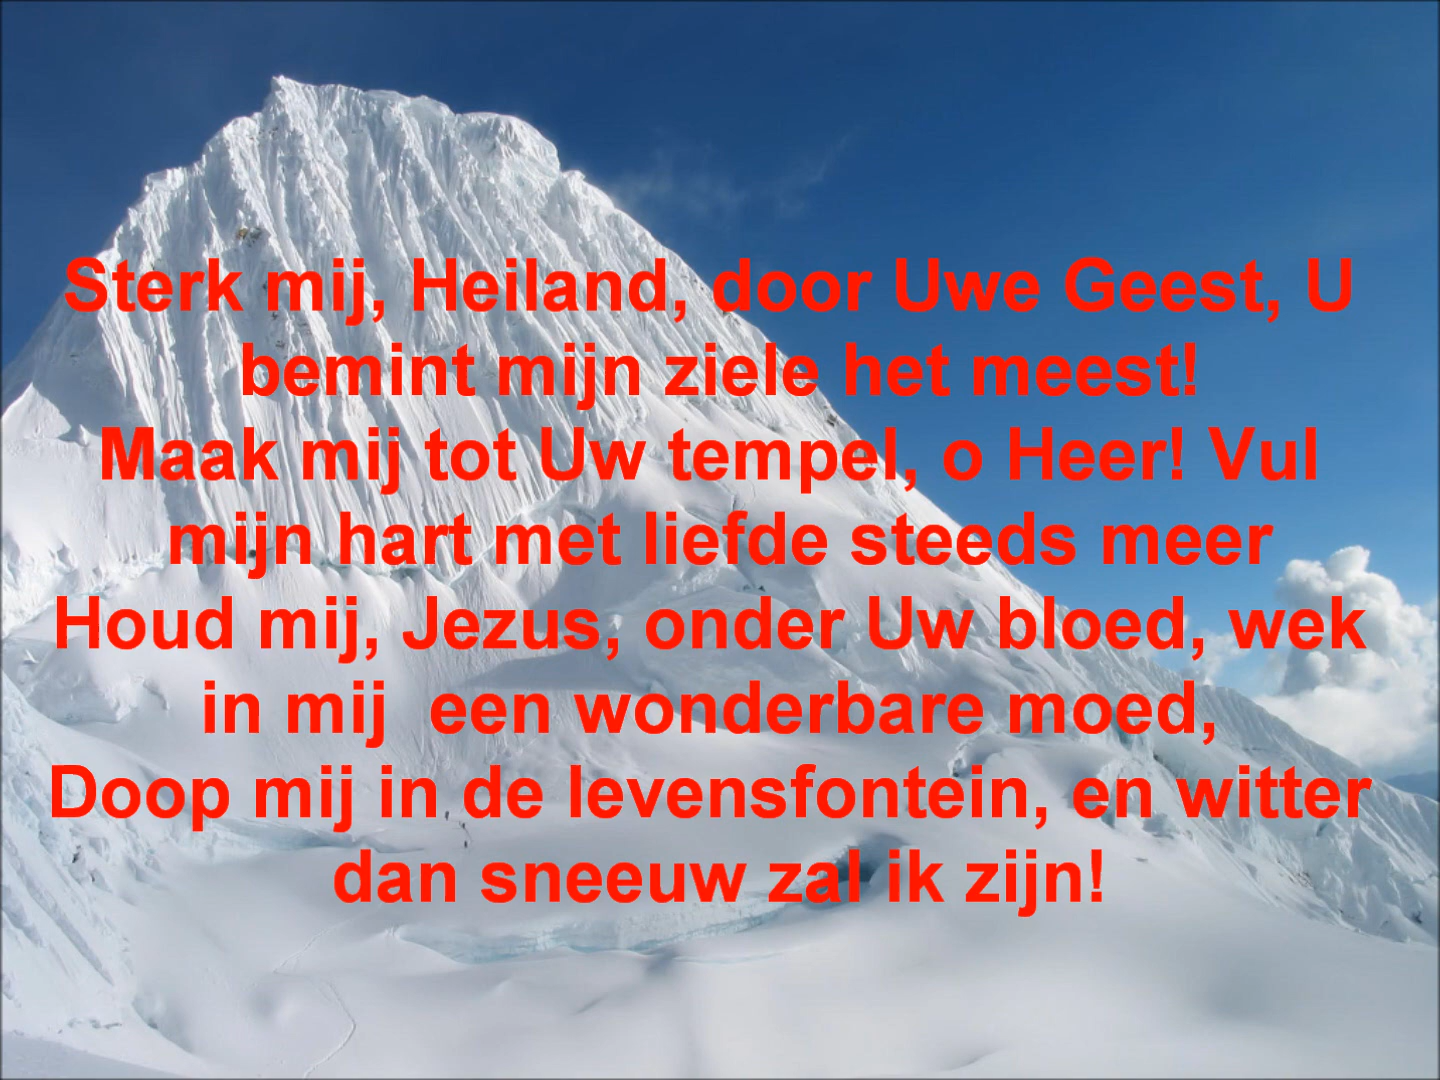 Sterk mij, Heiland, door Uwe Geest, U
bemint mijn ziele het meest!
Maak mij tot Uw tempel, o Heer! Vul
mijn hart met liefde steeds meer
Houd mij, Jezus, onder Uw bloed, wek
in mij  een wonderbare moed,
Doop mij in de levensfontein, en witter
dan sneeuw zal ik zijn!